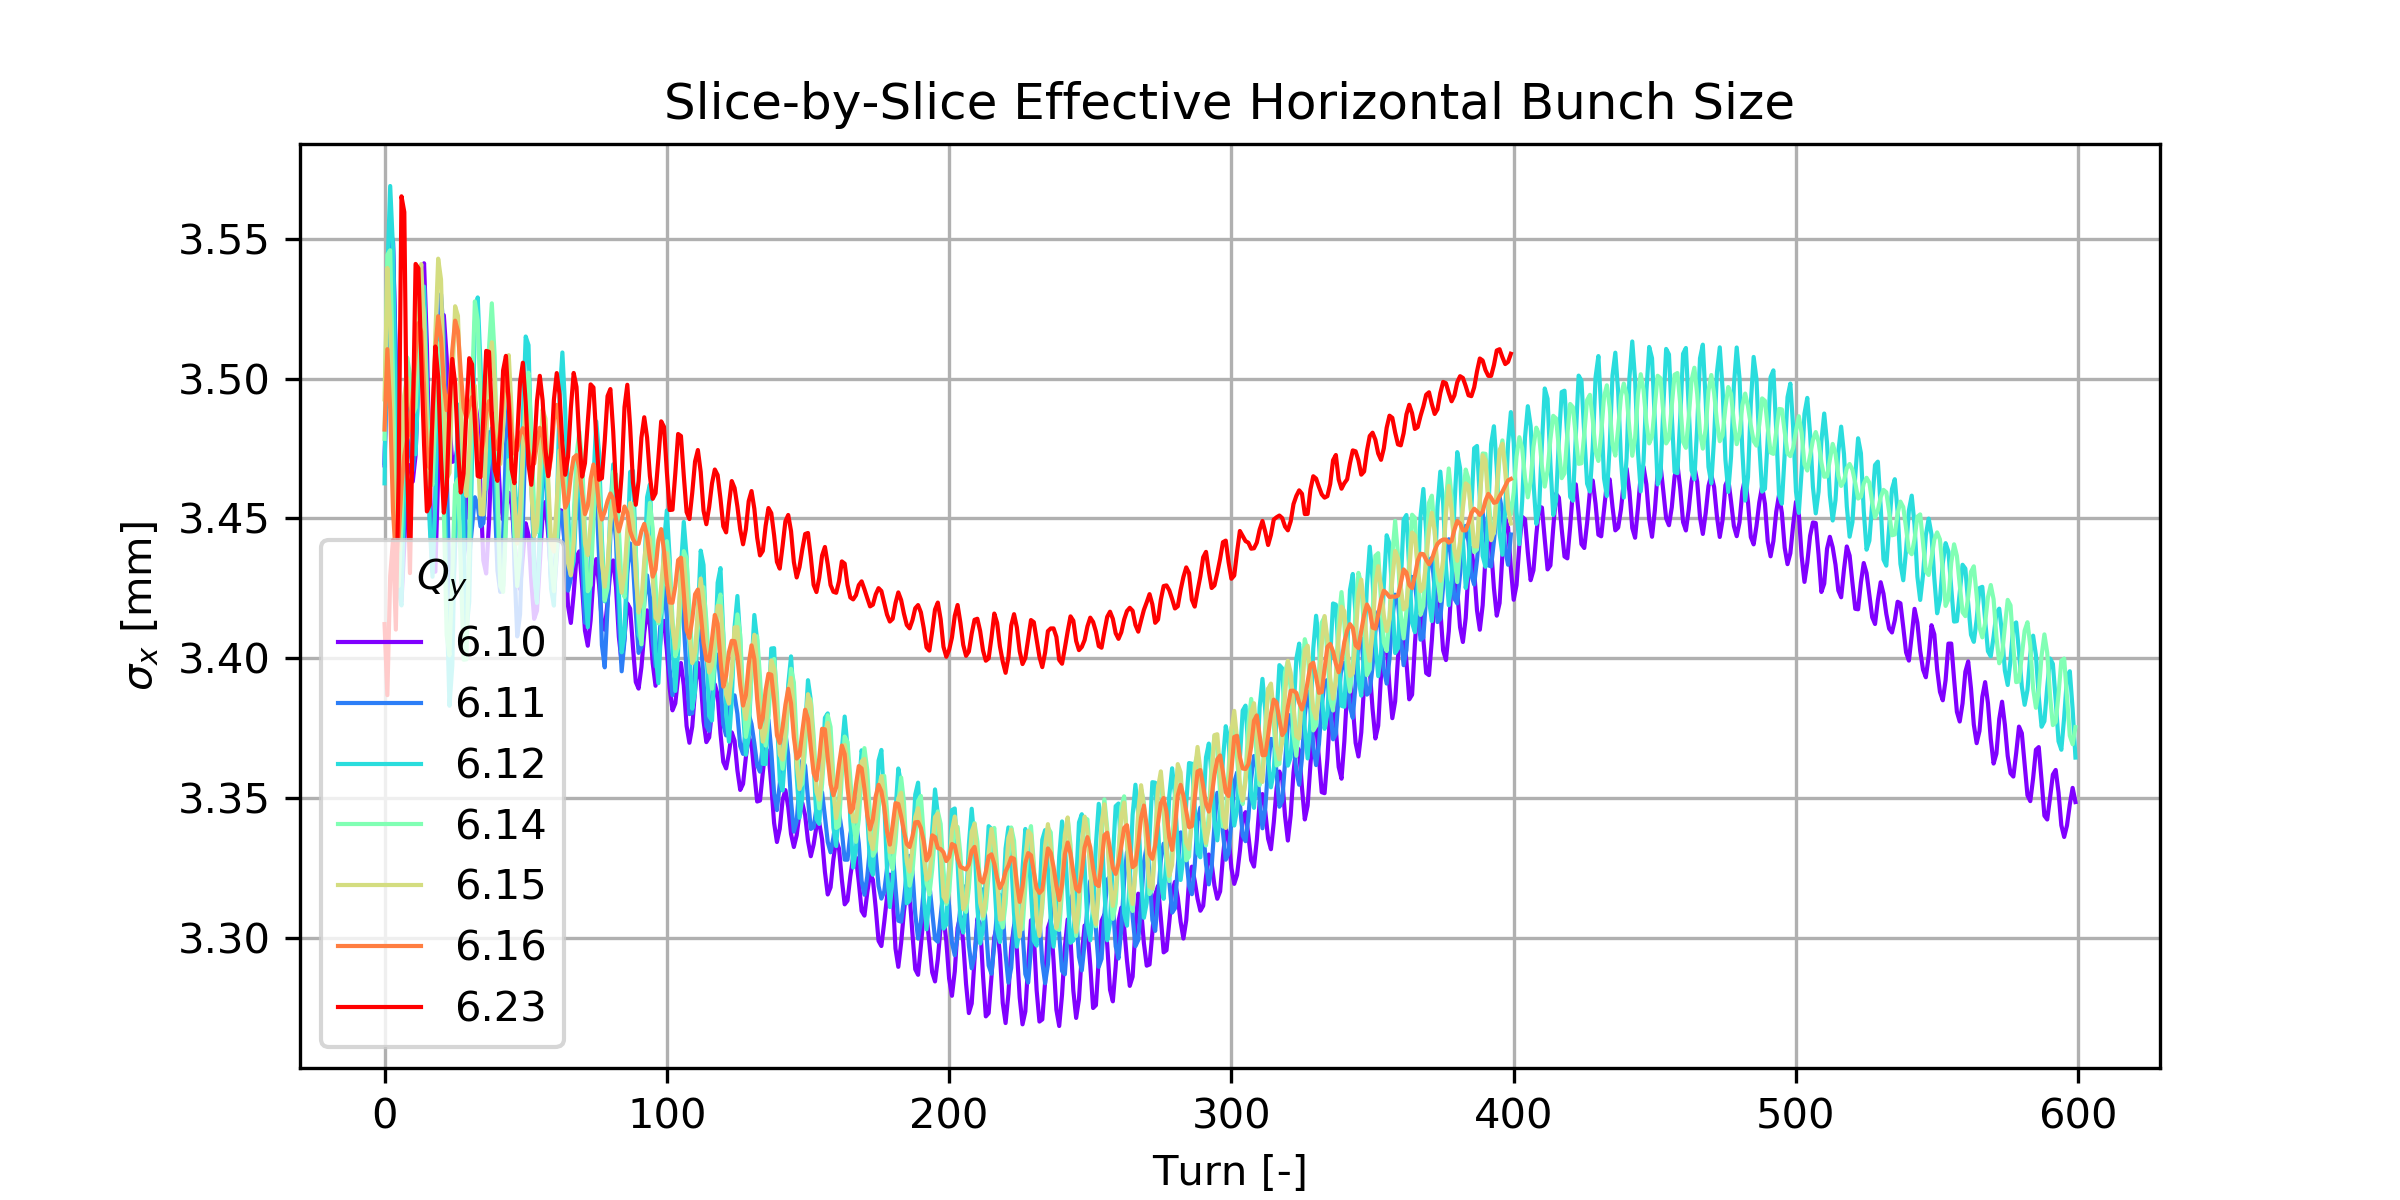 Slice-by-Slice Effective Horizontal Bunch Size
σx [mm]
3.55
3.50
3.45
3.40
3.35
3.30
Qy
6.10
6.11
6.12
6.14
6.15
6.16
6.23
0 100 200 300 400 500 600
Turn [-]